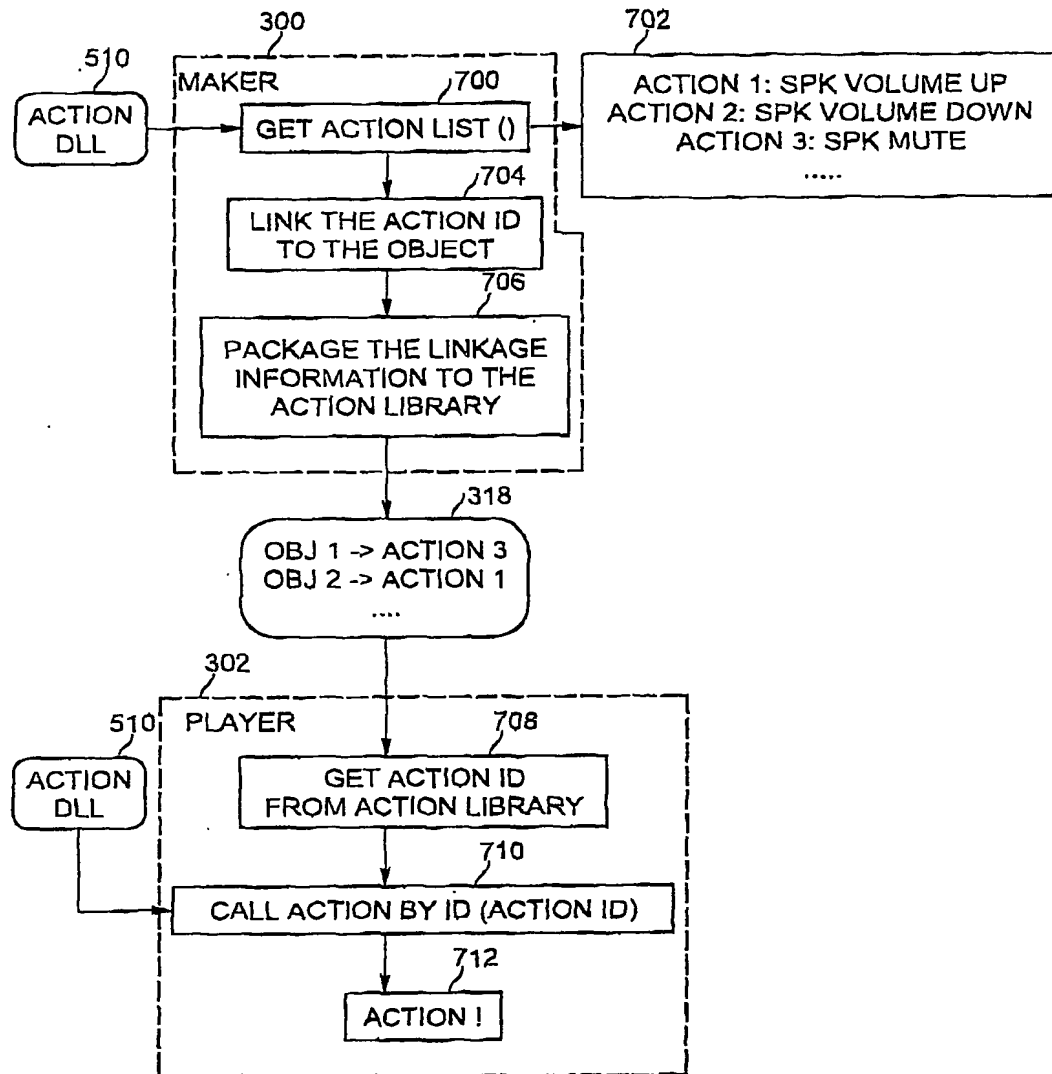 300
702
510
MAKER
700
ACTION
DLL
GET ACTION LIST ()
ACTION 1: SPK VOLUME UP
ACTION 2: SPK VOLUME DOWN
ACTION 3: SPK MUTE
.....
704
LINK THE ACTION ID
TO THE OBJECT
706
PACKAGE THE LINKAGE
INFORMATION TO THE
ACTION LIBRARY
318
OBJ 1 -> ACTION 3
OBJ 2 -> ACTION 1
....
302
510
PLAYER
708
ACTION
DLL
GET ACTION ID
FROM ACTION LIBRARY
710
CALL ACTION BY ID (ACTION ID)
712
ACTION !